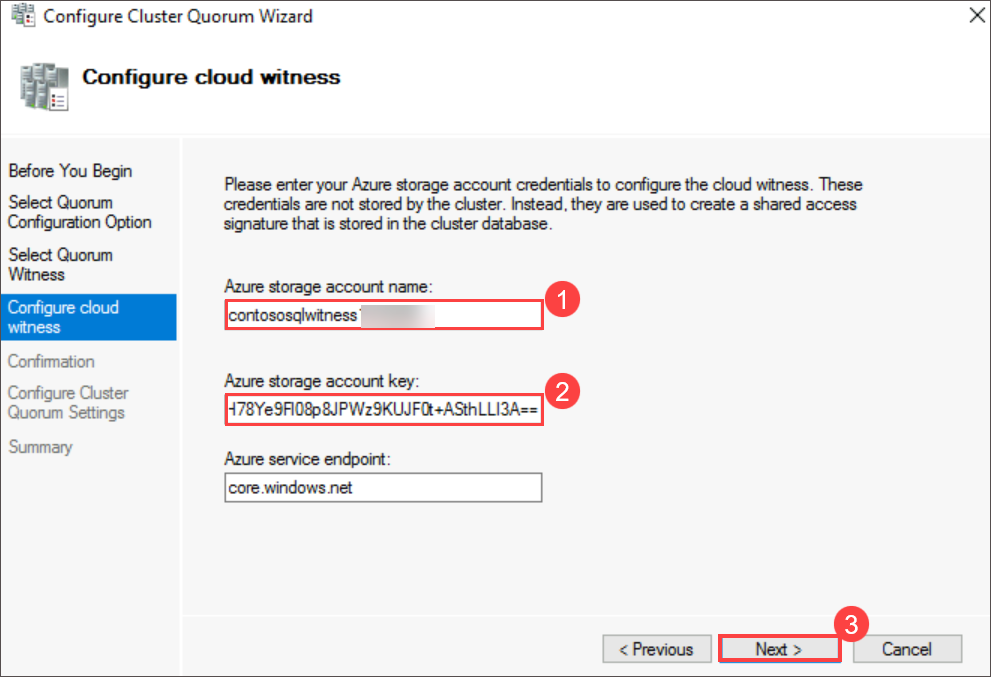 Configure Cluster Quorum Wizard
Configure cloud witness
Before You Begin
Select Quorum
Configuration Option
Select Quorum
Witness
Configure cloud
witness
Confirmation
Configure Cluster
Quorum Settings
Summary
Please enter your Azure storage account credentials to configure the cloud witness. These
credentials are not stored by the cluster. Instead, they are used to create a shared access
signature that is stored in the cluster database.
Azure storage account name:
1
contososqlwitness
Azure storage account key:
2
Azure service endpoint:
core.windows.net
3
< Previous
Next >
Cancel